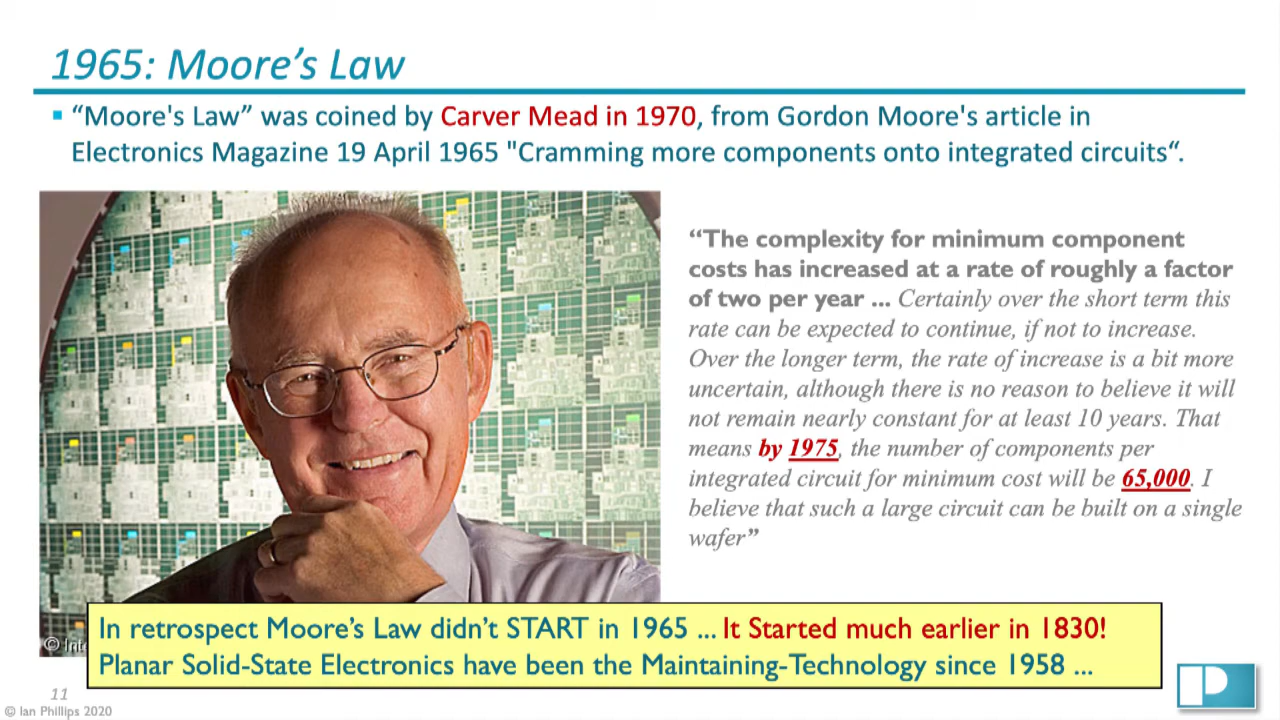 1965: Moore’s Law
▪ “Moore's Law” was coined by Carver Mead in 1970, from Gordon Moore's article in
Electronics Magazine 19 April 1965 "Cramming more components onto integrated circuits“.
“The complexity for minimum component
costs has increased at a rate of roughly a factor
of two per year ... Certainly over the short term this
rate can be expected to continue, if not to increase.
Over the longer term, the rate of increase is a bit more
uncertain, although there is no reason to believe it will
not remain nearly constant for at least 10 years. That
means by 1975, the number of components per
integrated circuit for minimum cost will be 65,000. I
believe that such a large circuit can be built on a single
wafer”
©
In retrospect Moore’s Law didn’t START in 1965 ... It Started much earlier in 1830!
Planar Solid-State Electronics have been the Maintaining-Technology since 1958 ...
11
© Ian Phillips 2020
P